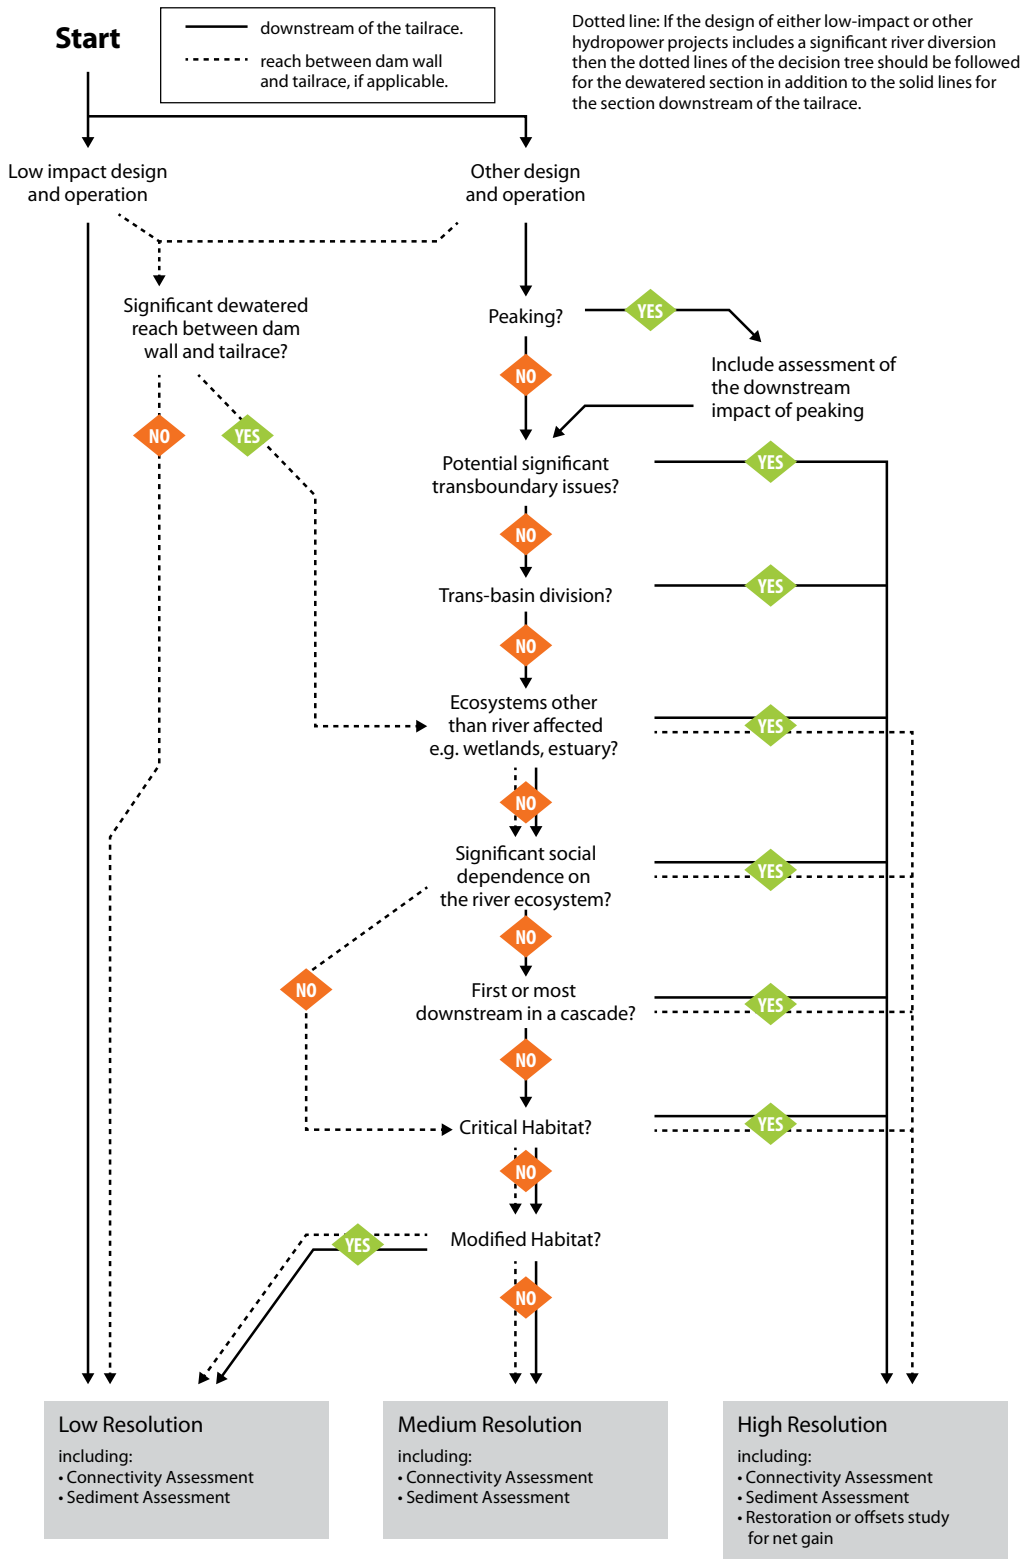 Start
downstream of the tailrace.
reach between dam wall
and tailrace, if applicable.
Dotted line: If the design of either low-impact or other
hydropower projects includes a significant river diversion
then the dotted lines of the decision tree should be followed
for the dewatered section in addition to the solid lines for
the section downstream of the tailrace.
Low impact design
and operation
Other design
and operation
Significant dewatered
reach between dam
wall and tailrace?
Peaking?
YES
NO
Include assessment of
the downstream
impact of peaking
NO
YES
Potential significant
transboundary issues?
YES
NO
Trans-basin division?
YES
NO
Ecosystems other
than river affected
e.g. wetlands, estuary?
YES
NO
Significant social
dependence on
the river ecosystem?
YES
NO
NO
First or most
downstream in a cascade?
YES
NO
Critical Habitat?
YES
NO
Modified Habitat?
YES
NO
Low Resolution
including:
• Connectivity Assessment
• Sediment Assessment
Medium Resolution
including:
• Connectivity Assessment
• Sediment Assessment
High Resolution
including:
• Connectivity Assessment
• Sediment Assessment
• Restoration or offsets study
for net gain